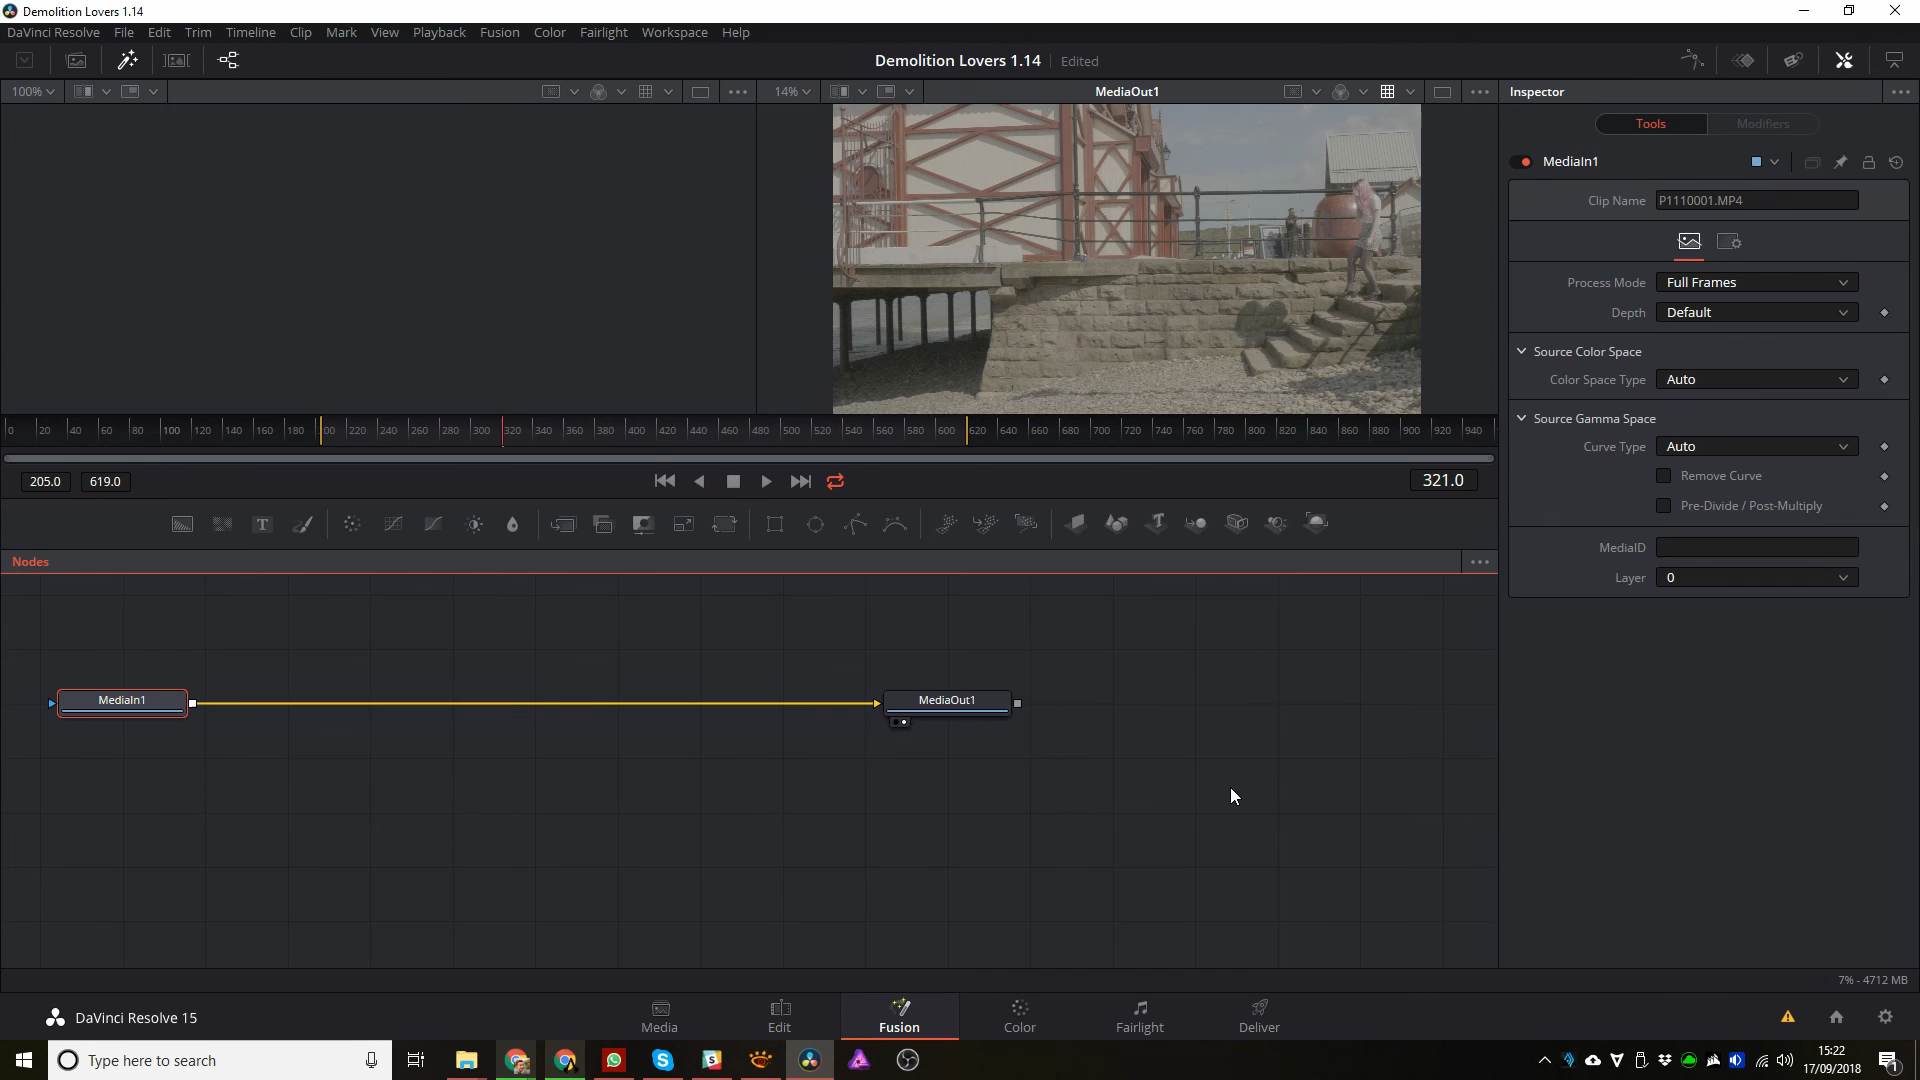 Demolition Lovers 1.14
DaVinci Resolve File Edit Trim Timeline Clip Mark View Playback Fusion Color Fairlight Workspace Help
Demolition Lovers 1.14 Edited
100% 14% MediaOut1 Inspector
Tools Modifiers
MediaIn1
Clip Name P1110001.MP4
Process Mode Full Frames
Depth Default
Source Color Space
Color Space Type Auto
Source Gamma Space
Curve Type Auto
Remove Curve
Pre-Divide / Post-Multiply
MediaID
Layer 0
0 20 40 60 80 100 120 140 160 180 200 220 240 260 280 300 320 340 360 380 400 420 440 460 480 500 520 540 560 580 600 620 640 660 680 700 720 740 760 780 800 820 840 860 880 900 920 940
205.0 619.0 321.0
T
Nodes
MediaIn1 MediaOut1
7% - 4712 MB
DaVinci Resolve 15
Media Edit Fusion Color Fairlight Deliver
Type here to search
15:22
17/09/2018
1